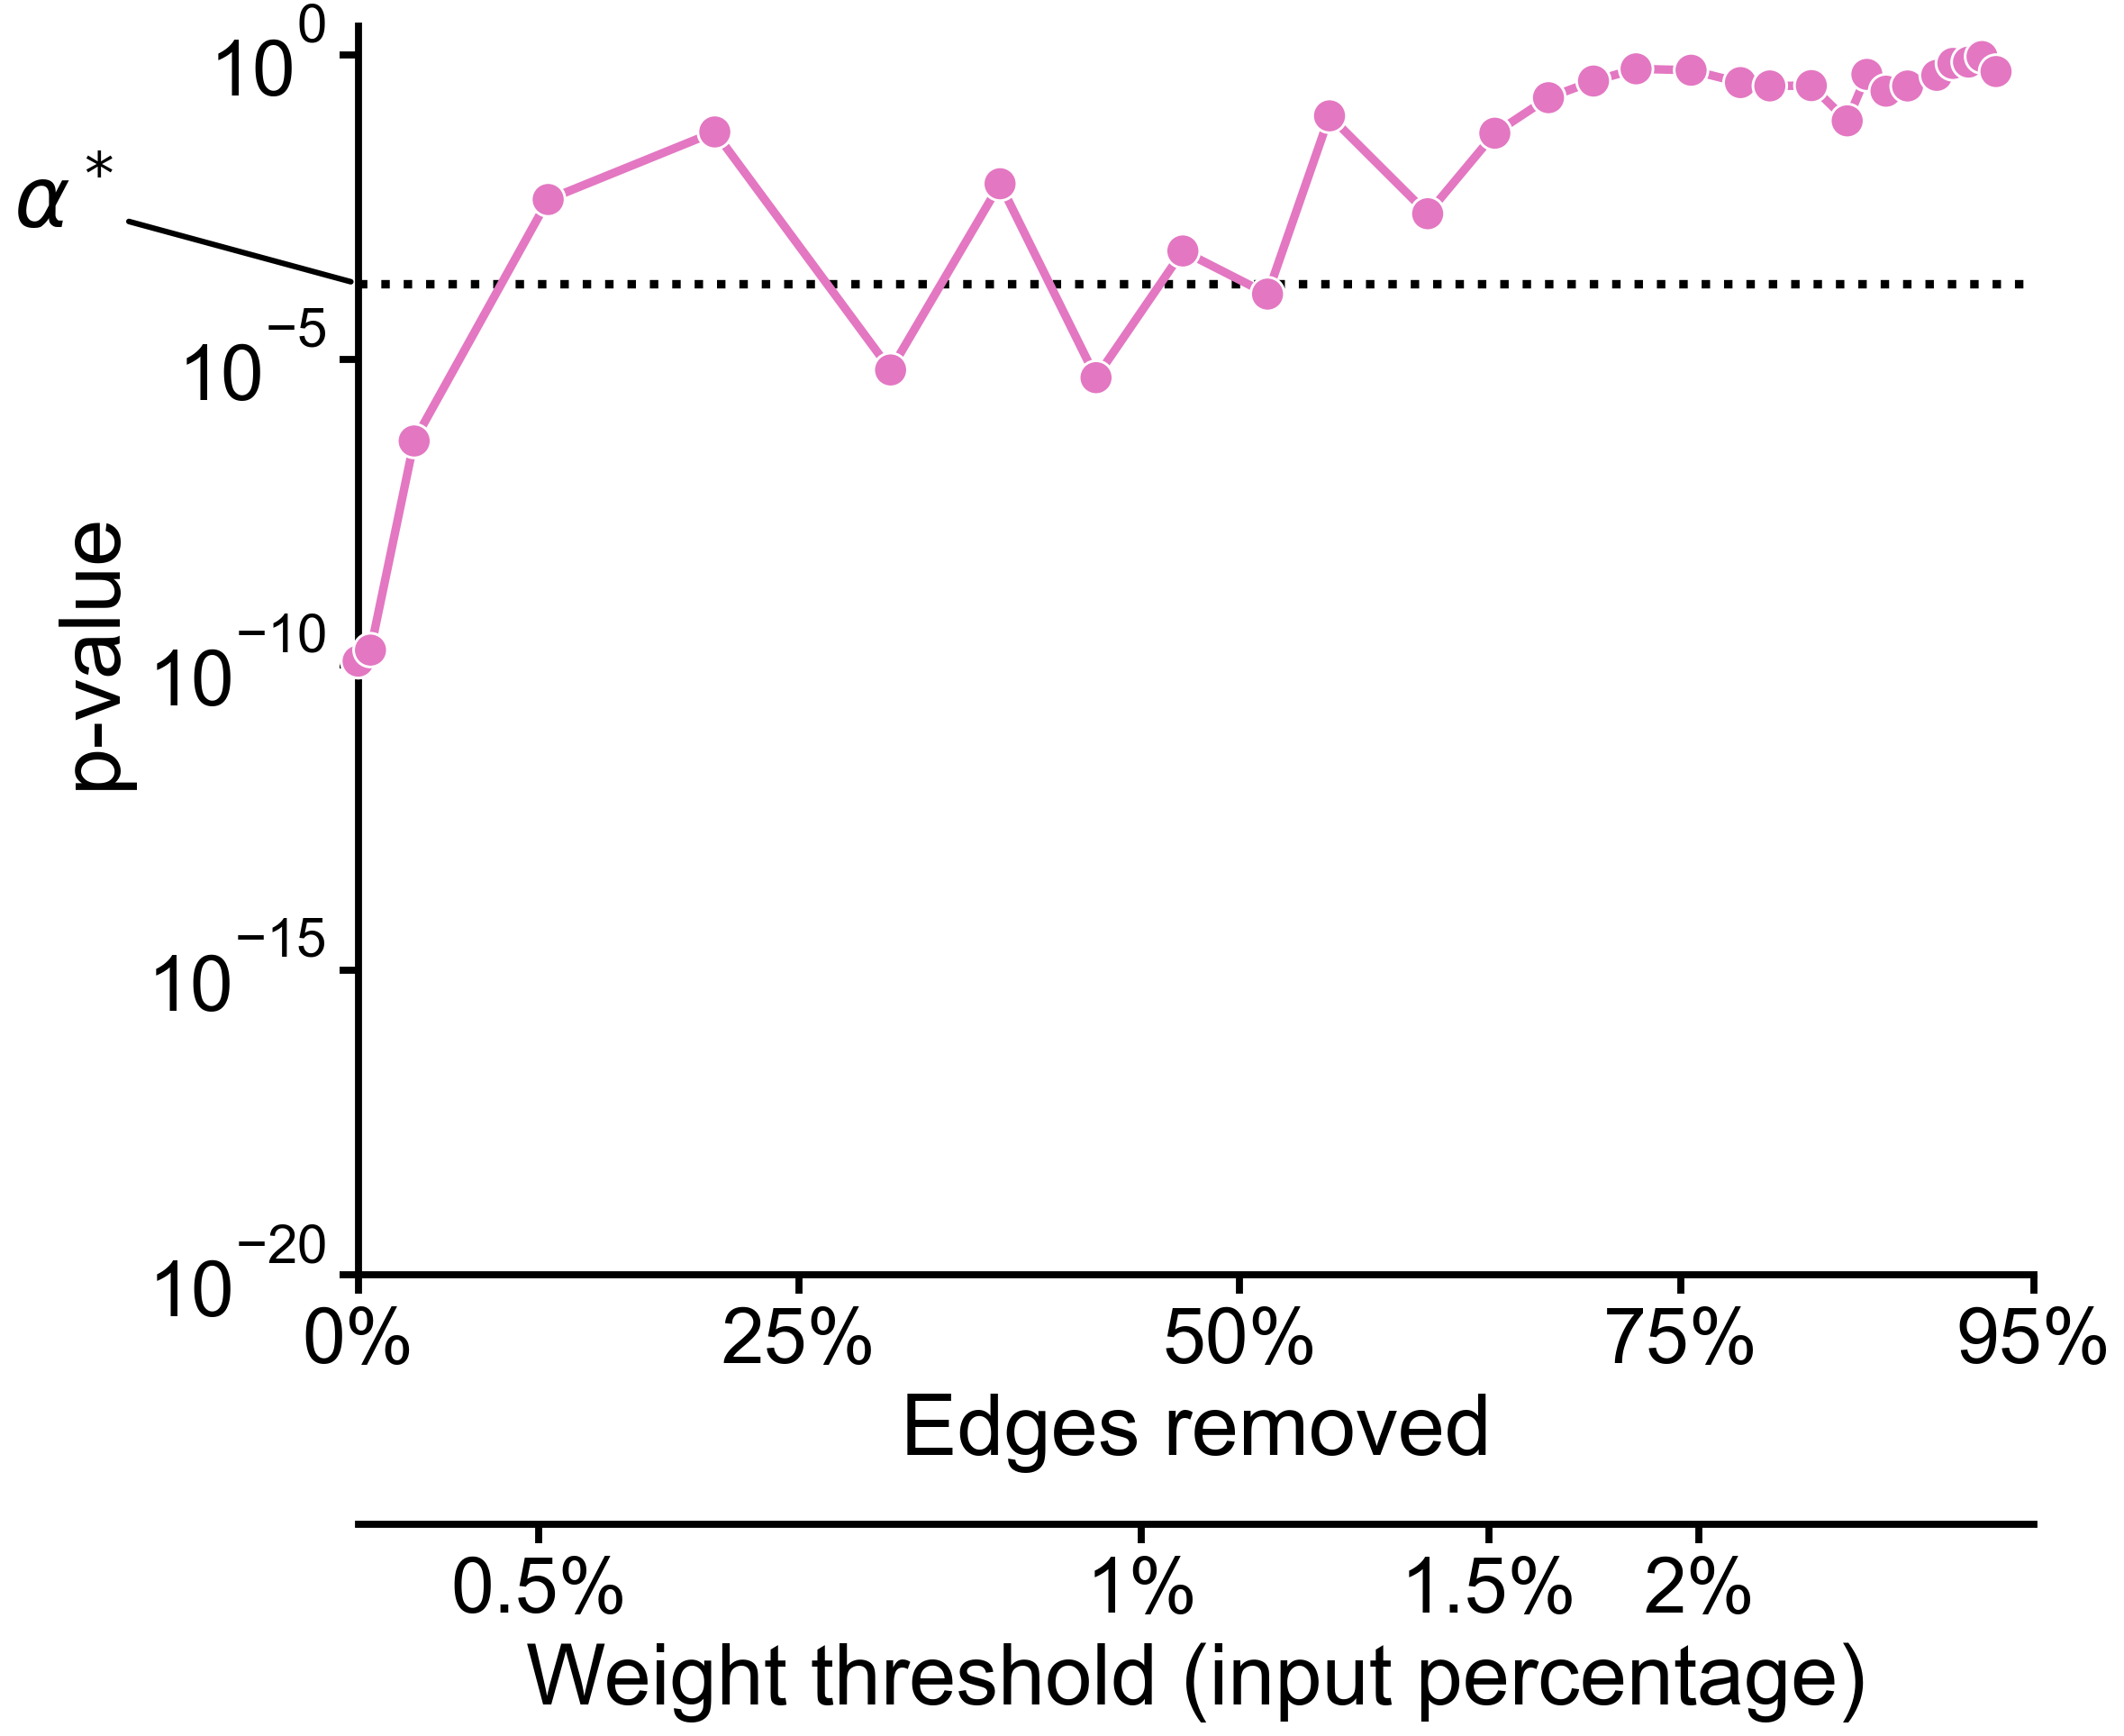 10^0
α*
10^−5
p-value
10^−10
10^−15
10^−20
0% 25% 50% 75% 95%
Edges removed
0.5% 1% 1.5% 2%
Weight threshold (input percentage)